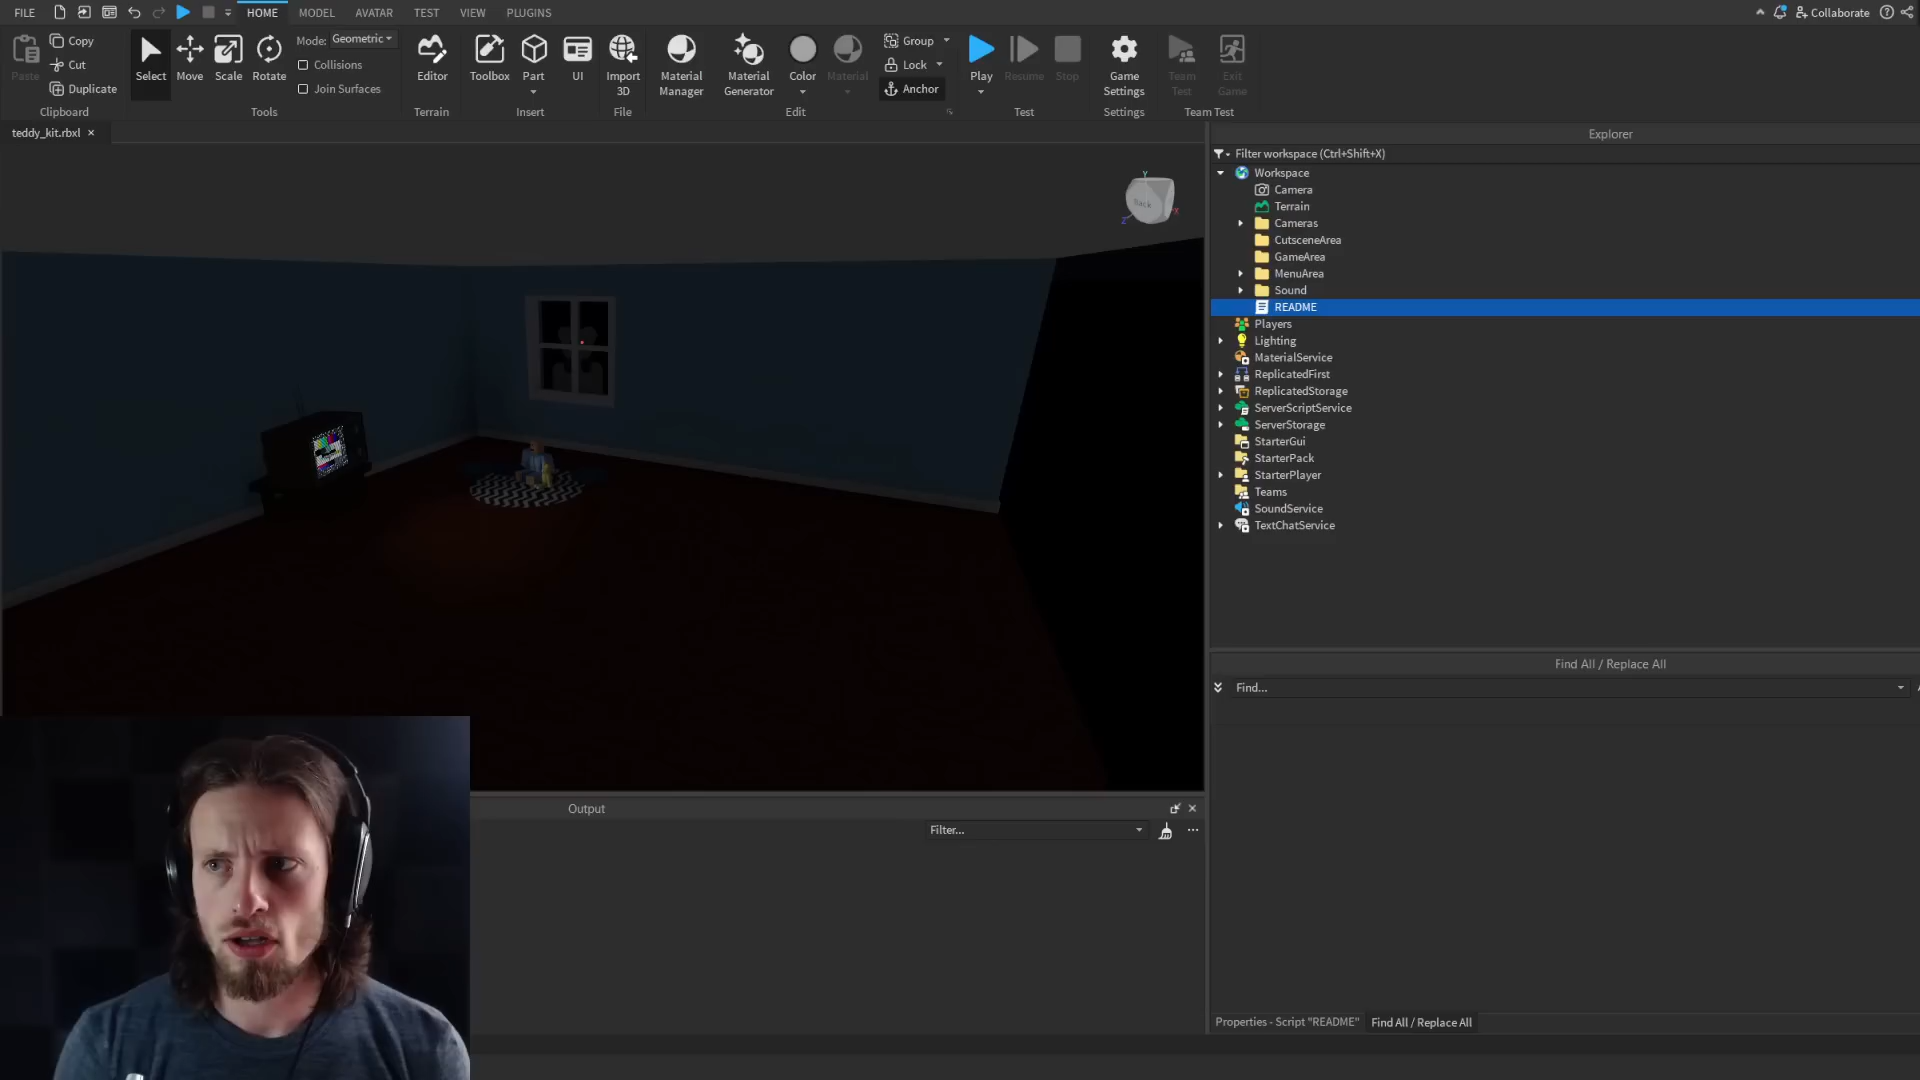 FILE HOME MODEL AVATAR TEST VIEW PLUGINS Collaborate
Paste Copy Cut Duplicate Clipboard
Select Move Scale Rotate Mode: Geometric Collisions Join Surfaces Tools
Editor Terrain
Toolbox Part UI Insert
Import 3D File
Material Manager Material Generator Color Material Group Lock Anchor Edit
Play Resume Stop Test
Game Settings Settings
Team Test Exit Game Team Test
teddy_kit.rbxl
Back
Y
X
Z
Explorer
Filter workspace (Ctrl+Shift+X)
Workspace
Camera
Terrain
Cameras
CutsceneArea
GameArea
MenuArea
Sound
README
Players
Lighting
MaterialService
ReplicatedFirst
ReplicatedStorage
ServerScriptService
ServerStorage
StarterGui
StarterPack
StarterPlayer
Teams
SoundService
TextChatService
Find All / Replace All
Find...
Output
Filter...
Properties - Script "README" Find All / Replace All